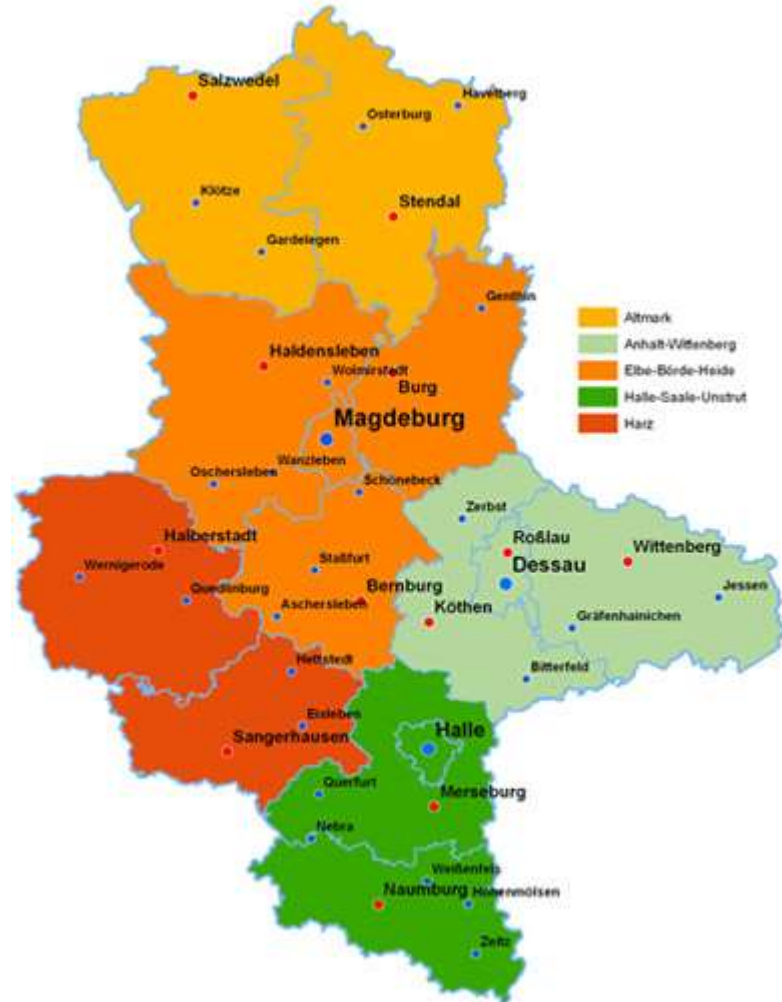 Salzwedel
Havelberg
Osterburg
Klötze
Stendal
Gardelegen
Genthin
Haldensleben
Wolmirstedt
Burg
Magdeburg
Oschersleben
Wanzleben
Schönebeck
Zerbst
Halberstadt
Roßlau
Wittenberg
Wernigerode
Staßfurt
Dessau
Quedlinburg
Aschersleben
Bernburg
Köthen
Jessen
Gräfenhainichen
Hettstedt
Bitterfeld
Eisleben
Sangerhausen
Halle
Querfurt
Merseburg
Nebra
Weißenfels
Naumburg
Hohenmölsen
Zeitz
Altmark
Anhalt-Wittenberg
Elbe-Börde-Heide
Halle-Saale-Unstrut
Harz